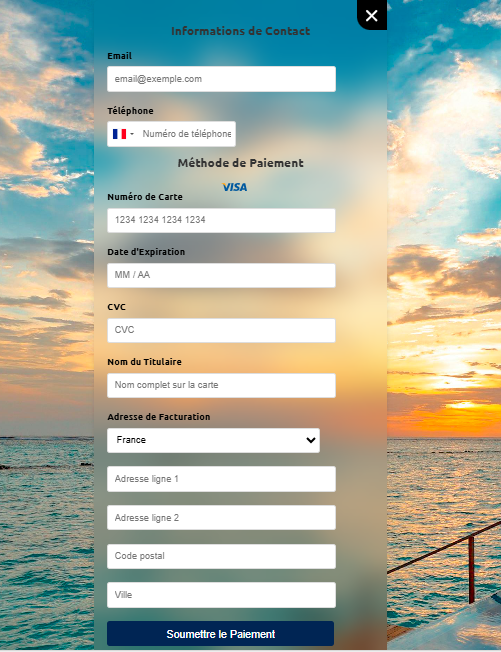 Informations de Contact
Email
email@exemple.com
Téléphone
Numéro de téléphone
Méthode de Paiement
VISA
Numéro de Carte
1234 1234 1234 1234
Date d'Expiration
MM / AA
CVC
CVC
Nom du Titulaire
Nom complet sur la carte
Adresse de Facturation
France
Adresse ligne 1
Adresse ligne 2
Code postal
Ville
Soumettre le Paiement